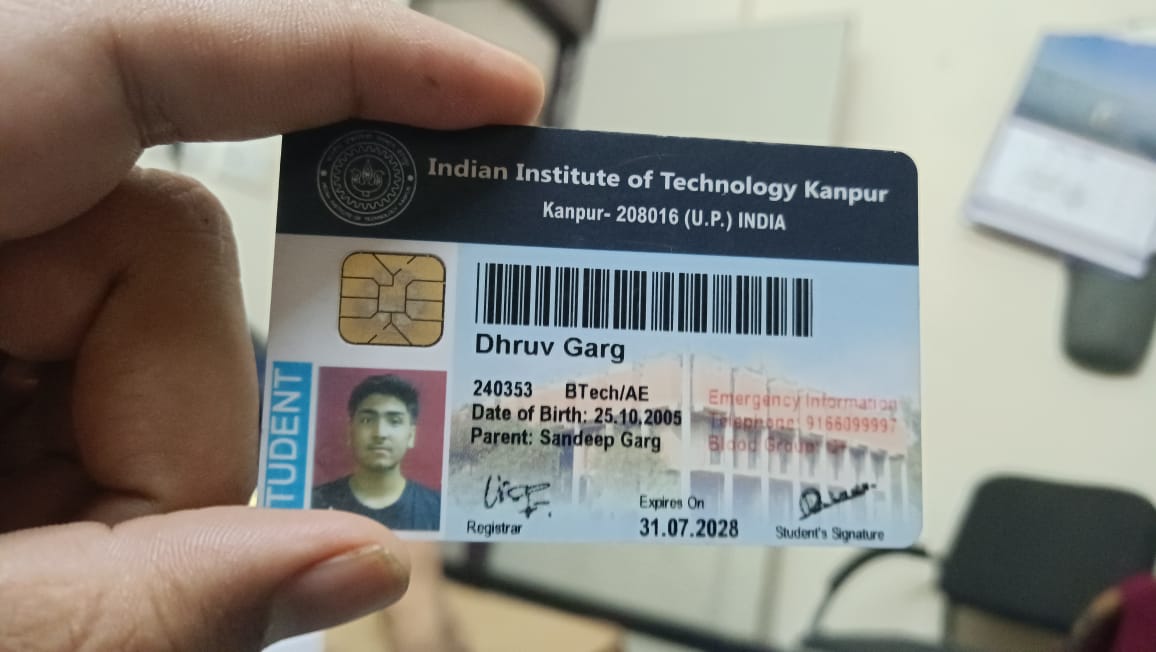 Indian Institute of Technology Kanpur
Kanpur- 208016 (U.P.) INDIA
Dhruv Garg
240353 BTech/AE
Date of Birth: 25.10.2005
Parent: Sandeep Garg
Emergency Information
Telephone: 9166099997
Blood Group:
TUDENT
Registrar
Expires On
31.07.2028
Student's Signature